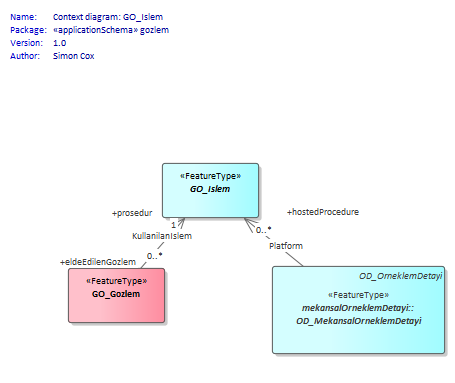 Name: Context diagram: GO_Islem
Package: «applicationSchema» gozlem
Version: 1.0
Author: Simon Cox
«FeatureType»
GO_Islem
+prosedur
+hostedProcedure
1
0..*
KullanilanIslem
Platform
0..*
+eldeEdilenGozlem
OD_OrneklemDetayi
«FeatureType»
GO_Gozlem
«FeatureType»
mekansalOrneklemDetayi::
OD_MekansalOrneklemDetayi